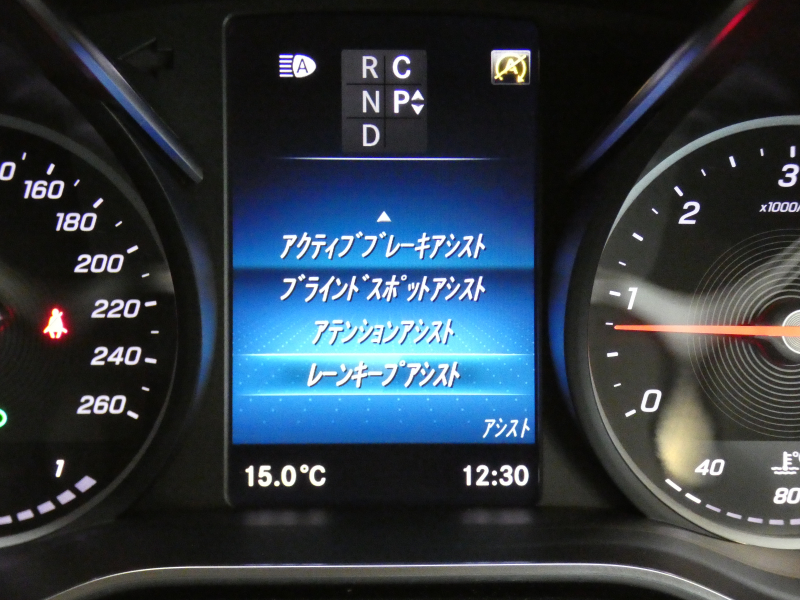 R C
N P
D
A
A
アクティブブレーキアシスト
ブラインドスポットアシスト
アテンションアシスト
レーンキープアシスト
アシスト
15.0℃ 12:30
160
180
200
220
240
260
1
3
x1000/
2
1
0
40
80